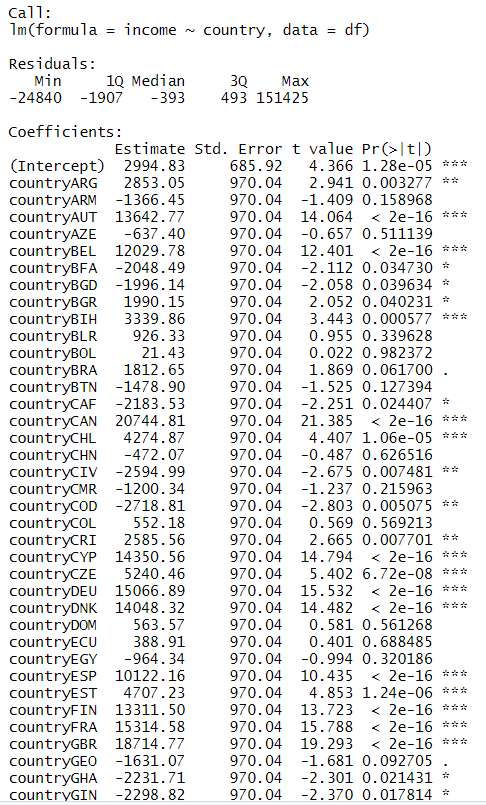 Call:
lm(formula = income ~ country, data = df)
Residuals:
Min 1Q Median 3Q Max
-24840 -1907 -393 493 151425
Coefficients:
Estimate Std. Error t value Pr(>|t|)
(Intercept) 2994.83 685.92 4.366 1.28e-05 ***
countryARG 2853.05 970.04 2.941 0.003277 **
countryARM -1366.45 970.04 -1.409 0.158968
countryAUT 13642.77 970.04 14.064 < 2e-16 ***
countryAZE -637.40 970.04 -0.657 0.511139
countryBEL 12029.78 970.04 12.401 < 2e-16 ***
countryBFA -2048.49 970.04 -2.112 0.034730 *
countryBGD -1996.14 970.04 -2.058 0.039634 *
countryBGR 1990.15 970.04 2.052 0.040231 *
countryBIH 3339.86 970.04 3.443 0.000577 ***
countryBLR 926.33 970.04 0.955 0.339628
countryBOL 21.43 970.04 0.022 0.982372
countryBRA 1812.65 970.04 1.869 0.061700 .
countryBTN -1478.90 970.04 -1.525 0.127394
countryCAF -2183.53 970.04 -2.251 0.024407 *
countryCAN 20744.81 970.04 21.385 < 2e-16 ***
countryCHL 4274.87 970.04 4.407 1.06e-05 ***
countryCHN -472.07 970.04 -0.487 0.626516
countryCIV -2594.99 970.04 -2.675 0.007481 **
countryCMR -1200.34 970.04 -1.237 0.215963
countryCOD -2718.81 970.04 -2.803 0.005075 **
countryCOL 552.18 970.04 0.569 0.569213
countryCRI 2585.56 970.04 2.665 0.007701 **
countryCYP 14350.56 970.04 14.794 < 2e-16 ***
countryCZE 5240.46 970.04 5.402 6.72e-08 ***
countryDEU 15066.89 970.04 15.532 < 2e-16 ***
countryDNK 14048.32 970.04 14.482 < 2e-16 ***
countryDOM 563.57 970.04 0.581 0.561268
countryECU 388.91 970.04 0.401 0.688485
countryEGY -964.34 970.04 -0.994 0.320186
countryESP 10122.16 970.04 10.435 < 2e-16 ***
countryEST 4707.23 970.04 4.853 1.24e-06 ***
countryFIN 13311.50 970.04 13.723 < 2e-16 ***
countryFRA 15314.58 970.04 15.788 < 2e-16 ***
countryGBR 18714.77 970.04 19.293 < 2e-16 ***
countryGEO -1631.07 970.04 -1.681 0.092705 .
countryGHA -2231.71 970.04 -2.301 0.021431 *
countryGIN -2298.82 970.04 -2.370 0.017814 *